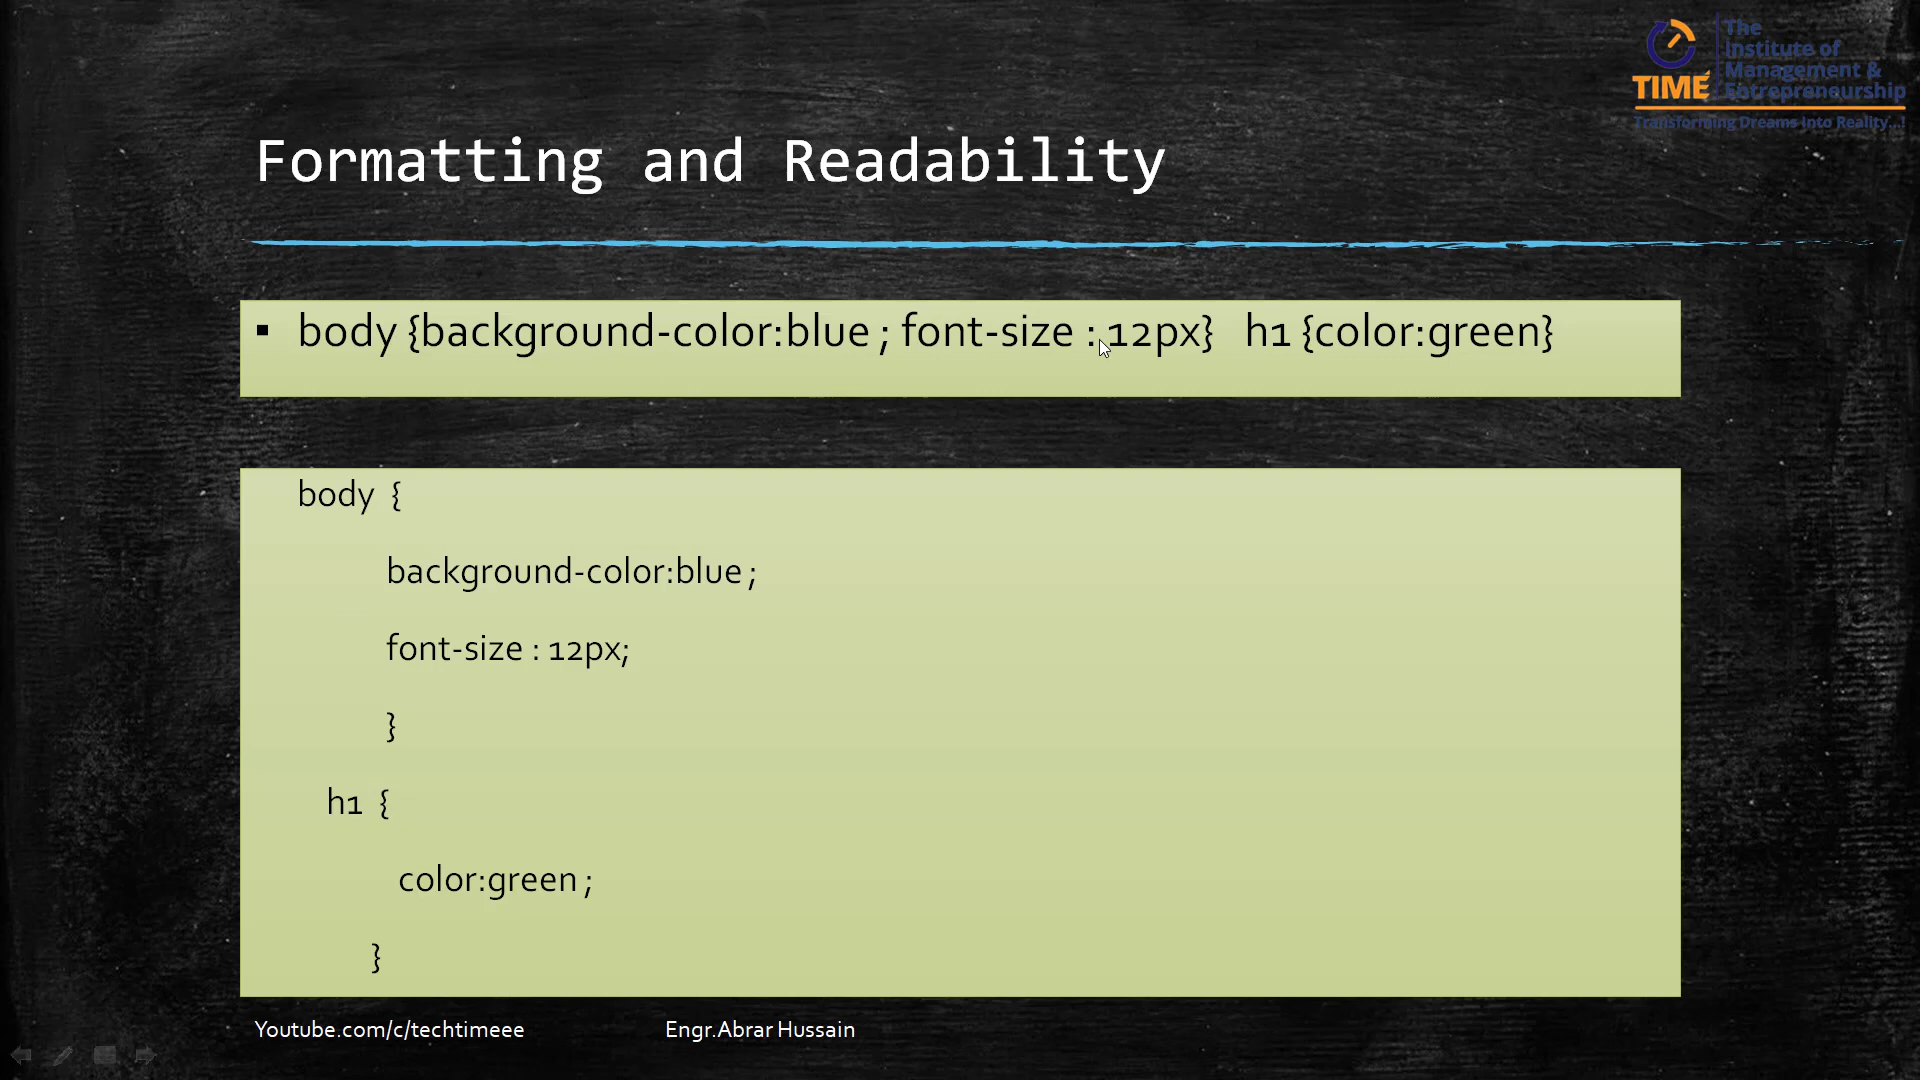 The
Institute of
Management &
Entrepreneurship
TIME
Transforming Dreams Into Reality...!
Formatting and Readability
▪ body {background-color:blue ; font-size : 12px}   h1 {color:green}
body  {
background-color:blue ;
font-size : 12px;
}
h1  {
color:green ;
}
Youtube.com/c/techtimeee
Engr.Abrar Hussain